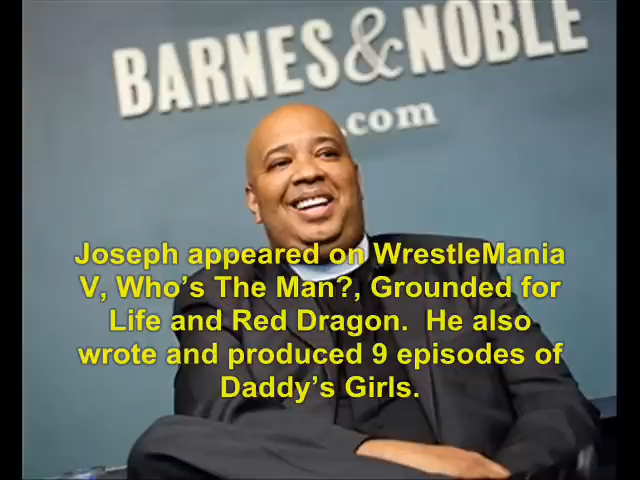 BARNES&NOBLE
.com
Joseph appeared on WrestleMania
V, Who's The Man?, Grounded for
Life and Red Dragon.  He also
wrote and produced 9 episodes of
Daddy's Girls.